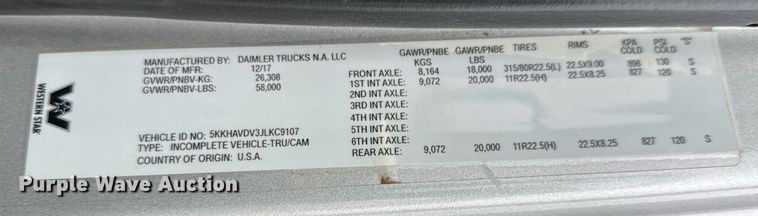 WESTERN STAR
MANUFACTURED BY: DAIMLER TRUCKS N.A. LLC
DATE OF MFR: 12/17
GVWR/PNBV-KG: 26,308
GVWR/PNBV-LBS: 58,000
VEHICLE ID NO: 5KKHAVDV3JLKC9107
TYPE: INCOMPLETE VEHICLE-TRU/CAM
COUNTRY OF ORIGIN: U.S.A.
GAWR/PNBE GAWR/PNBE TIRES RIMS KPA PSI/ "S"
KGS LBS COLD COLD
FRONT AXLE: 8,164 18,000 315/80R22.5(L) 22.5X9.00 896 130 S
1ST INT AXLE: 9,072 20,000 11R22.5(H) 22.5X8.25 827 120 S
2ND INT AXLE:
3RD INT AXLE:
4TH INT AXLE:
5TH INT AXLE:
6TH INT AXLE:
REAR AXLE: 9,072 20,000 11R22.5(H) 22.5X8.25 827 120 S
Purple Wave Auction